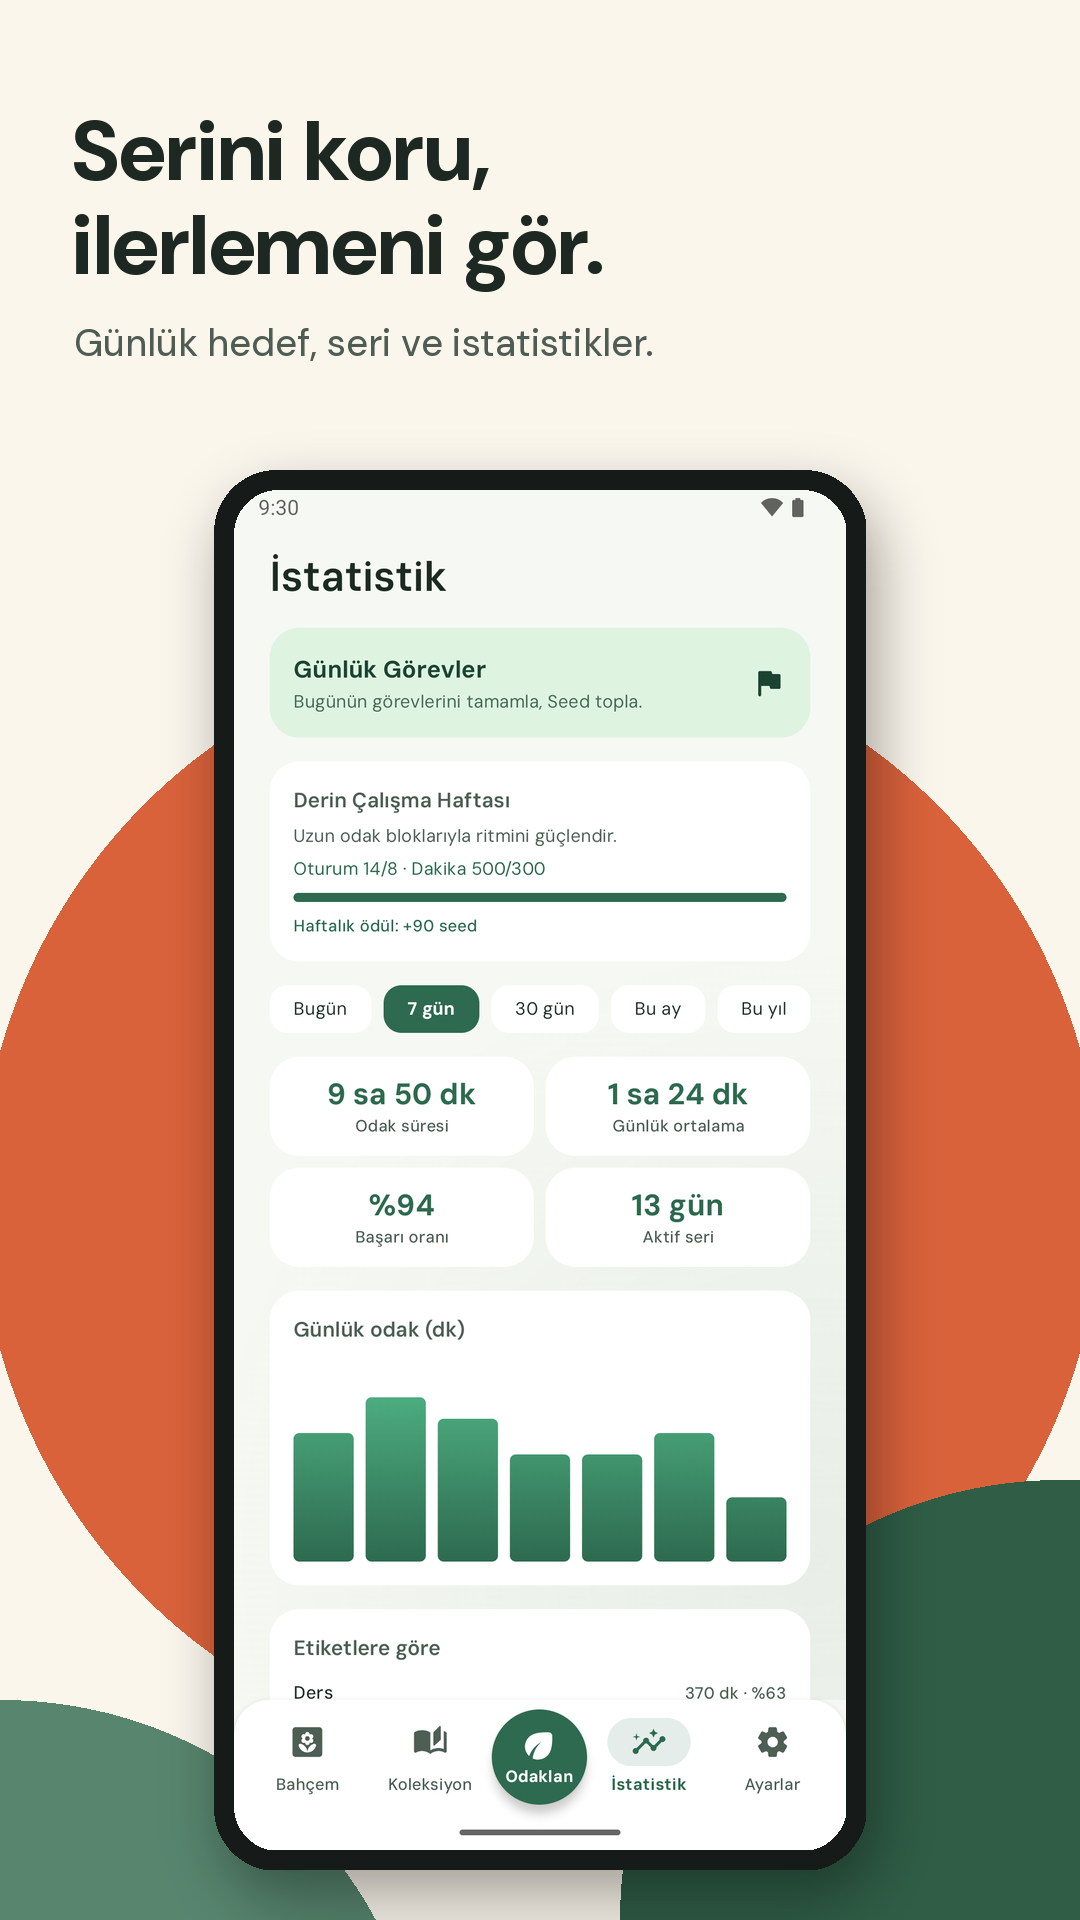 Serini koru,
ilerlemeni gör.
Günlük hedef, seri ve istatistikler.
9:30
İstatistik
Günlük Görevler
Bugünün görevlerini tamamla, Seed topla.
Derin Çalışma Haftası
Uzun odak bloklarıyla ritmini güçlendir.
Oturum 14/8 · Dakika 500/300
Haftalık ödül: +90 seed
Bugün
7 gün
30 gün
Bu ay
Bu yıl
9 sa 50 dk
Odak süresi
1 sa 24 dk
Günlük ortalama
%94
Başarı oranı
13 gün
Aktif seri
Günlük odak (dk)
Etiketlere göre
Ders
370 dk · %63
Bahçem
Koleksiyon
Odaklan
İstatistik
Ayarlar